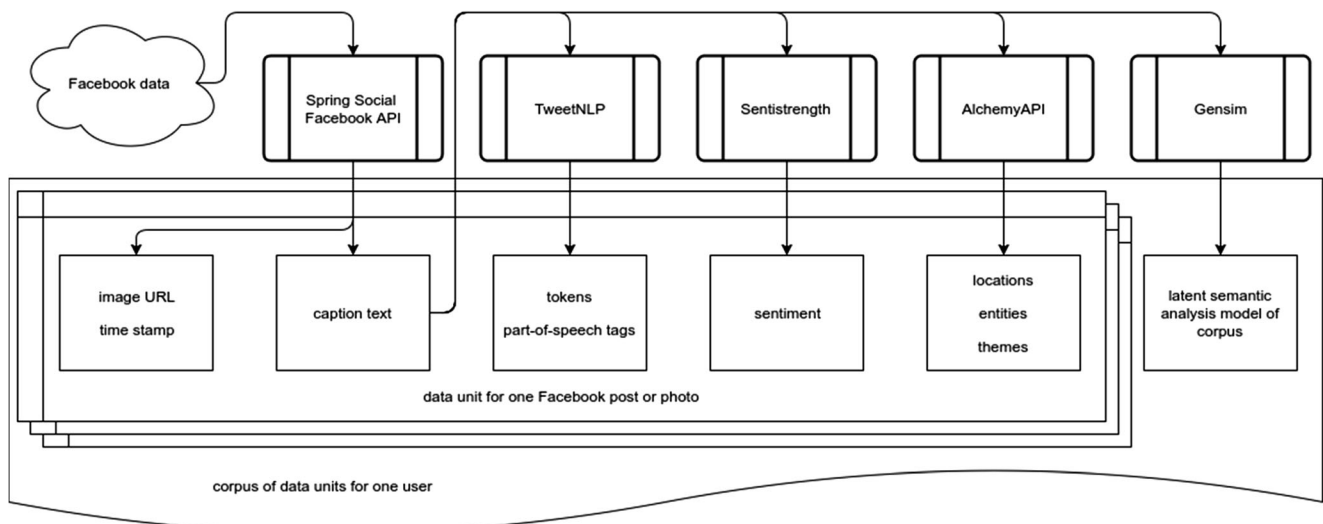 Facebook data
Spring Social
Facebook API
TweetNLP
Sentistrength
AlchemyAPI
Gensim
image URL
time stamp
caption text
tokens
part-of-speech tags
sentiment
locations
entities
themes
latent semantic
analysis model of
corpus
data unit for one Facebook post or photo
corpus of data units for one user